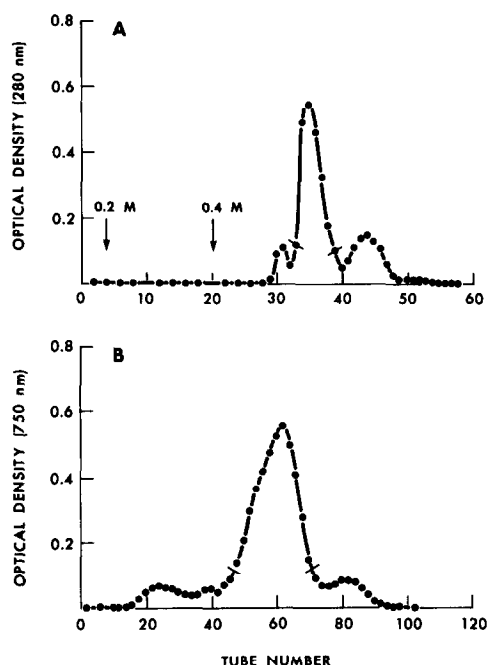 A
OPTICAL DENSITY (280 nm)
0.8
0.6
0.4
0.2
0.2 M
0.4 M
0 10 20 30 40 50 60
B
OPTICAL DENSITY (750 nm)
0.8
0.6
0.4
0.2
0 20 40 60 80 100 120
TUBE NUMBER